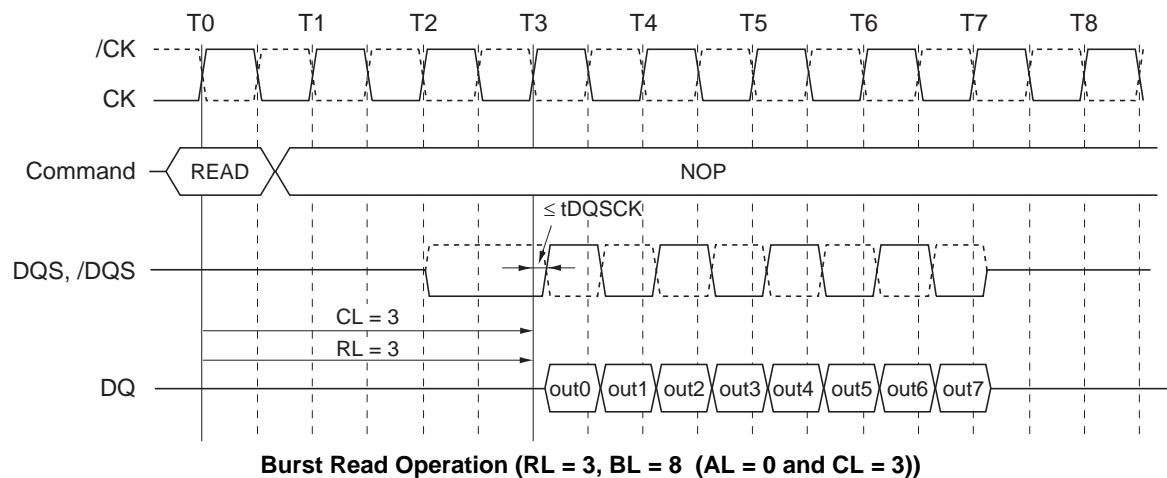 T0 T1 T2 T3 T4 T5 T6 T7 T8
/CK
CK
Command READ NOP
≤ tDQSCK
DQS, /DQS
CL = 3
RL = 3
DQ out0 out1 out2 out3 out4 out5 out6 out7
Burst Read Operation (RL = 3, BL = 8 (AL = 0 and CL = 3))